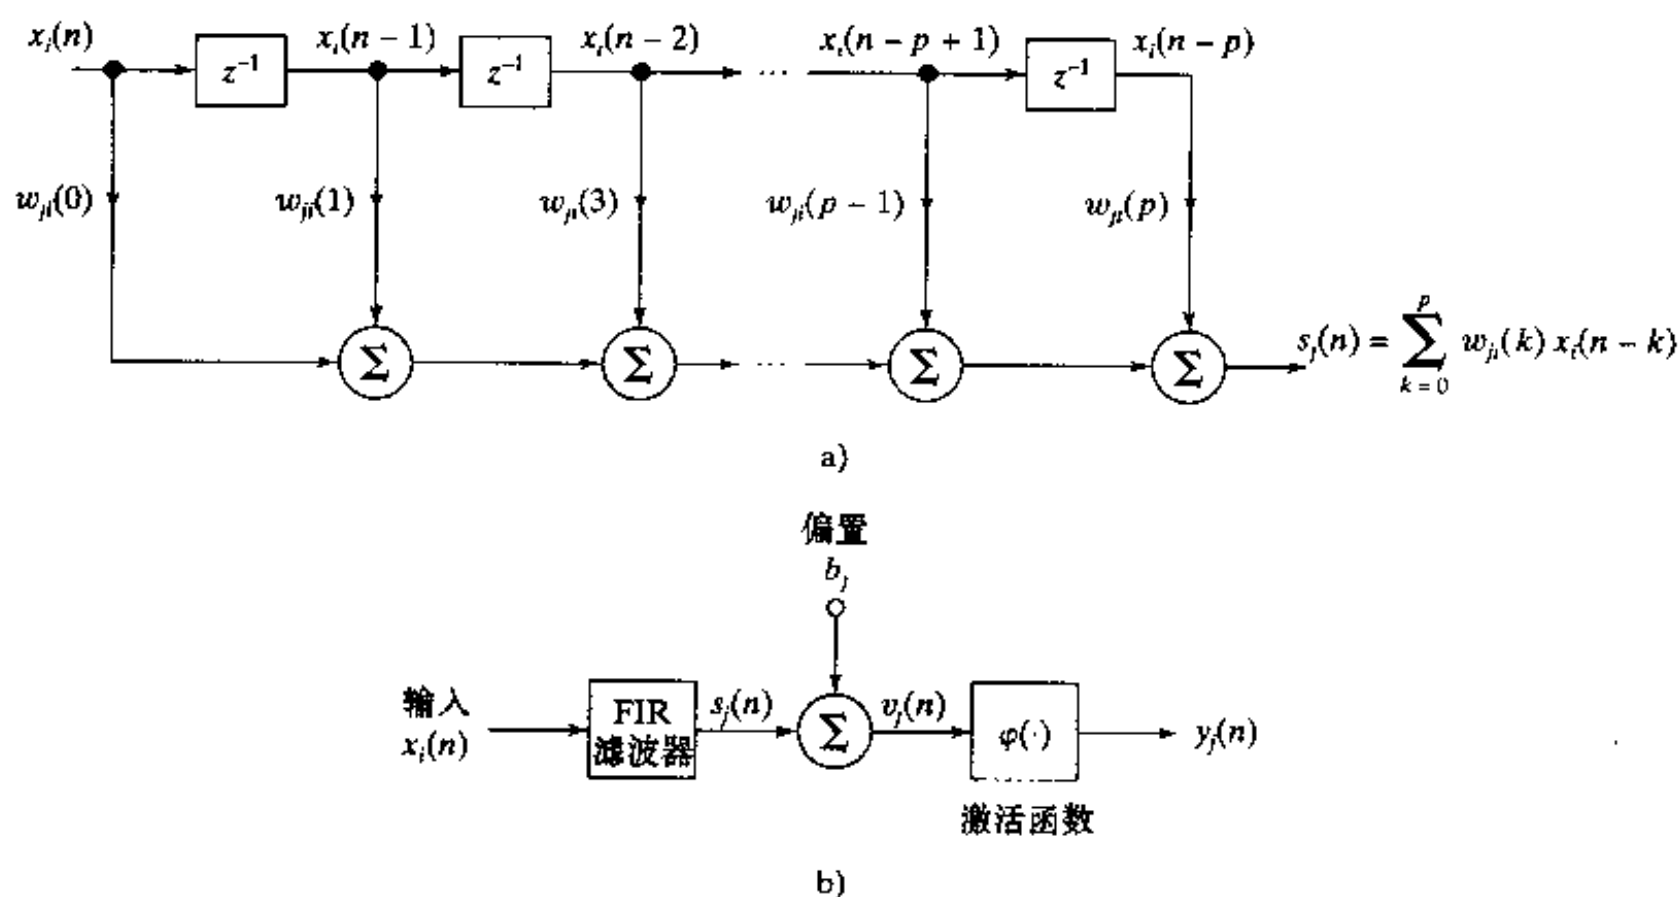 x_i(n)
z^{-1}
x_i(n − 1)
z^{-1}
x_i(n − 2)
···
x_i(n − p + 1)
z^{-1}
x_i(n − p)
w_{ji}(0)
w_{ji}(1)
w_{ji}(3)
w_{ji}(p − 1)
w_{ji}(p)
Σ
Σ
···
Σ
Σ
s_j(n) = \sum_{k=0}^{p} w_{ji}(k) x_i(n − k)
a)
偏置
b_j
输入
x_i(n)
FIR
滤波器
s_j(n)
Σ
v_j(n)
φ(·)
y_j(n)
激活函数
b)